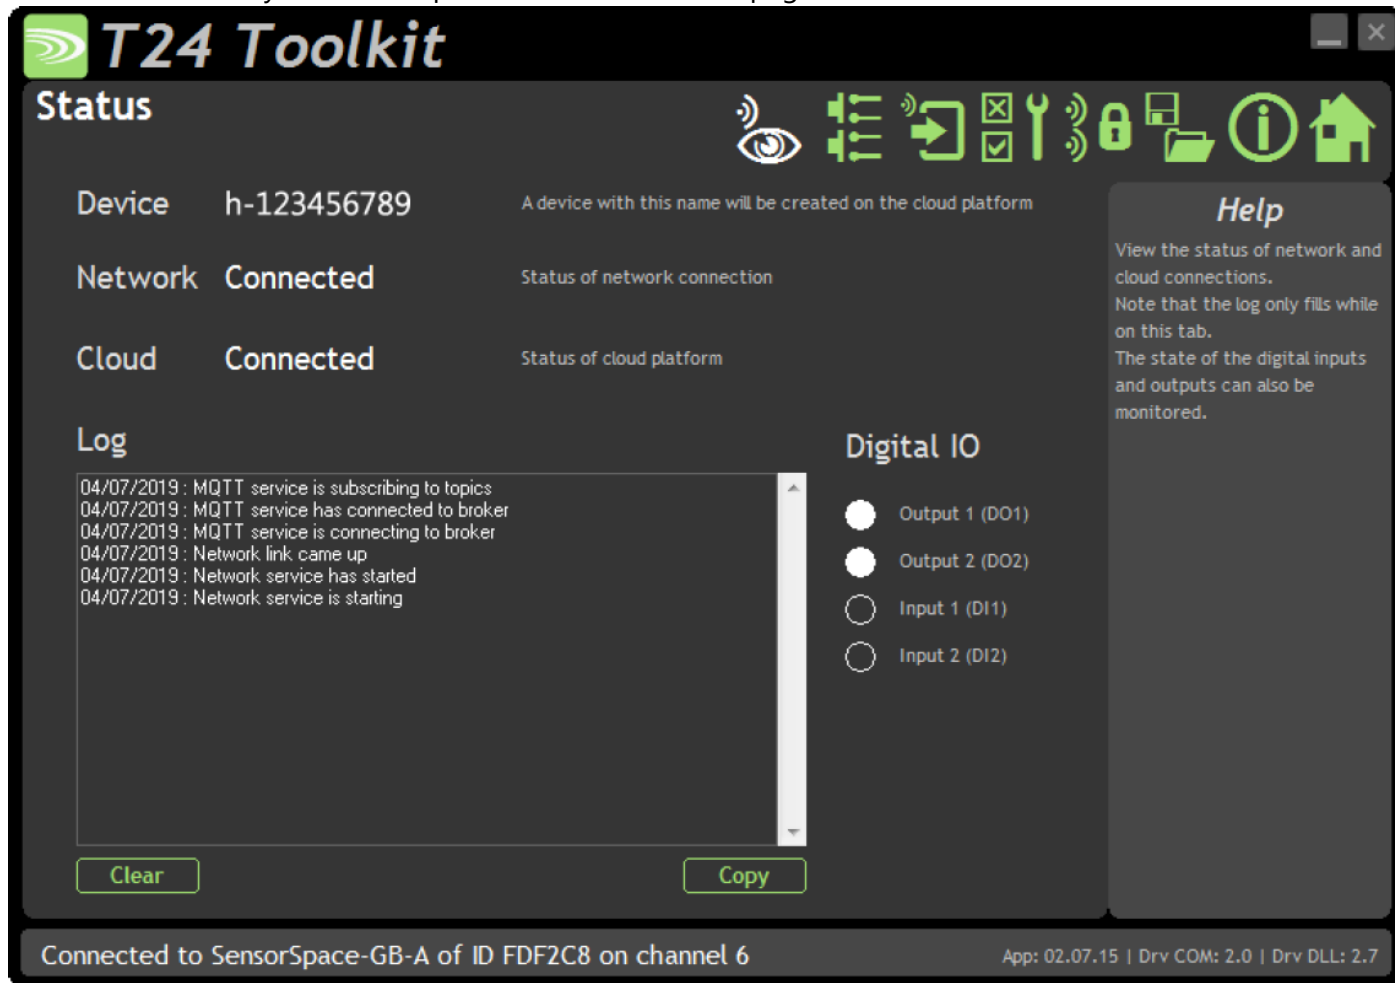 T24 Toolkit
Status
Device h-123456789 A device with this name will be created on the cloud platform
Network Connected Status of network connection
Cloud Connected Status of cloud platform
Log
04/07/2019 : MQTT service is subscribing to topics
04/07/2019 : MQTT service has connected to broker
04/07/2019 : MQTT service is connecting to broker
04/07/2019 : Network link came up
04/07/2019 : Network service has started
04/07/2019 : Network service is starting
Clear
Copy
Digital IO
Output 1 (DO1)
Output 2 (DO2)
Input 1 (DI1)
Input 2 (DI2)
Help
View the status of network and
cloud connections.
Note that the log only fills while
on this tab.
The state of the digital inputs
and outputs can also be
monitored.
Connected to SensorSpace-GB-A of ID FDF2C8 on channel 6
App: 02.07.15 | Drv COM: 2.0 | Drv DLL: 2.7